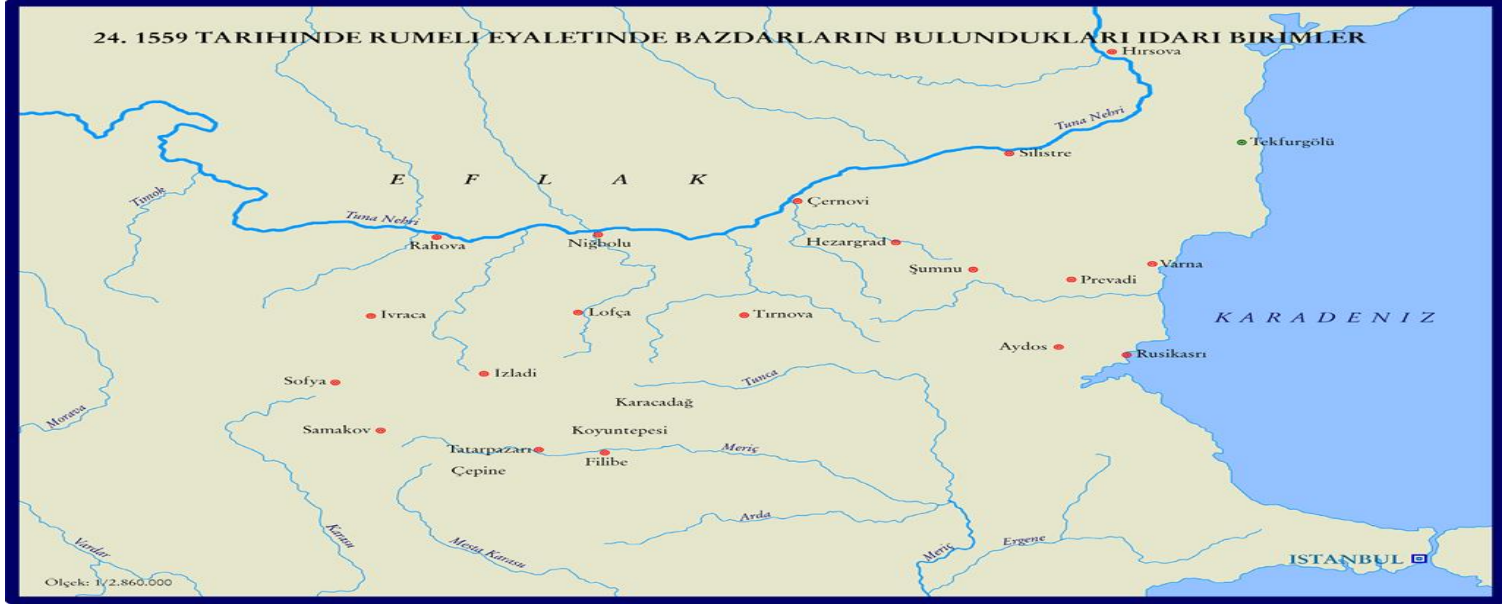 24. 1559 TARIHINDE RUMELI EYALETINDE BAZDARLARIN BULUNDUKLARI IDARI BIRIMLER
Hırsova
Tuna Nehri
Tekfurgölü
Silistre
E F L A K
Timok
Çernovi
Tuna Nehri
Rahova
Niğbolu
Hezargrad
Şumnu
Varna
Prevadi
Ivraca
Lofça
Tırnova
KARADENIZ
Aydos
Rusikasrı
Sofya
Izladi
Tunca
Karacadağ
Morava
Samakov
Koyuntepesi
Tatarpazarı
Meriç
Filibe
Çepine
Arda
Karasu
Mesta Karasu
Vardar
Meriç
Ergene
ISTANBUL
Ölçek: 1/2.860.000